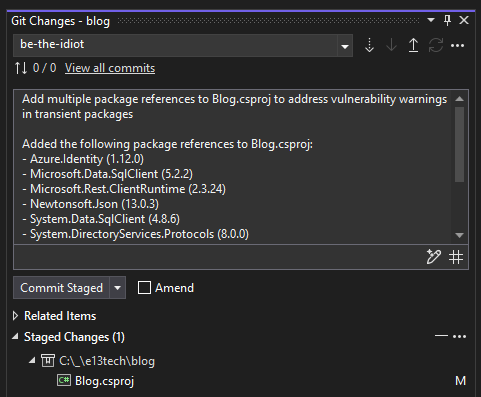 Git Changes - blog
be-the-idiot
0 / 0 View all commits
Add multiple package references to Blog.csproj to address vulnerability warnings
in transient packages
Added the following package references to Blog.csproj:
- Azure.Identity (1.12.0)
- Microsoft.Data.SqlClient (5.2.2)
- Microsoft.Rest.ClientRuntime (2.3.24)
- Newtonsoft.Json (13.0.3)
- System.Data.SqlClient (4.8.6)
- System.DirectoryServices.Protocols (8.0.0)
Commit Staged Amend
Related Items
Staged Changes (1)
C:\_\e13tech\blog
C# Blog.csproj M